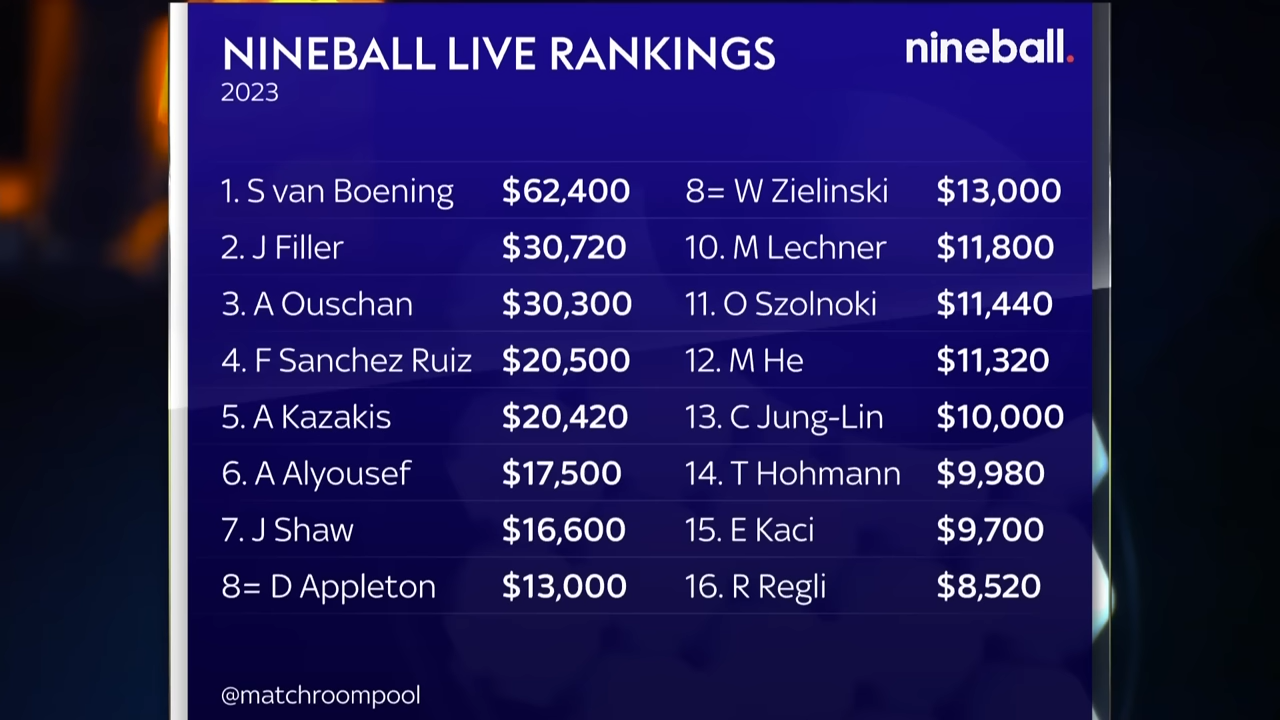 NINEBALL LIVE RANKINGS
nineball.
2023
1. S van Boening $62,400
2. J Filler $30,720
3. A Ouschan $30,300
4. F Sanchez Ruiz $20,500
5. A Kazakis $20,420
6. A Alyousef $17,500
7. J Shaw $16,600
8= D Appleton $13,000
8= W Zielinski $13,000
10. M Lechner $11,800
11. O Szolnoki $11,440
12. M He $11,320
13. C Jung-Lin $10,000
14. T Hohmann $9,980
15. E Kaci $9,700
16. R Regli $8,520
@matchroompool